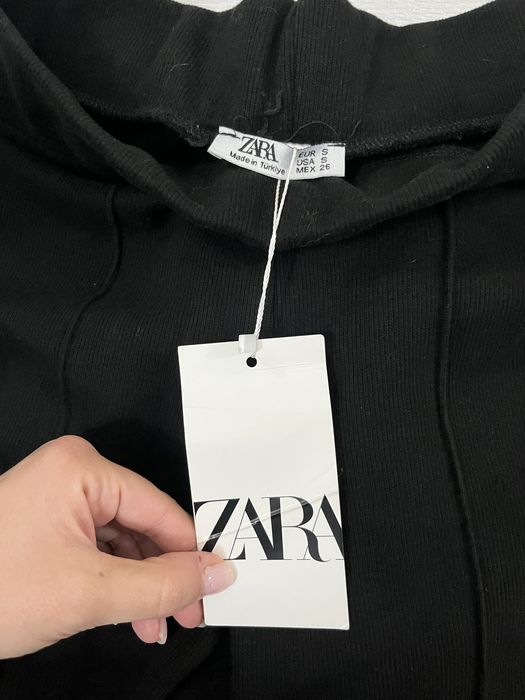 ZARA
Made in Türkiye
EUR S
USA S
MEX 26
ZARA